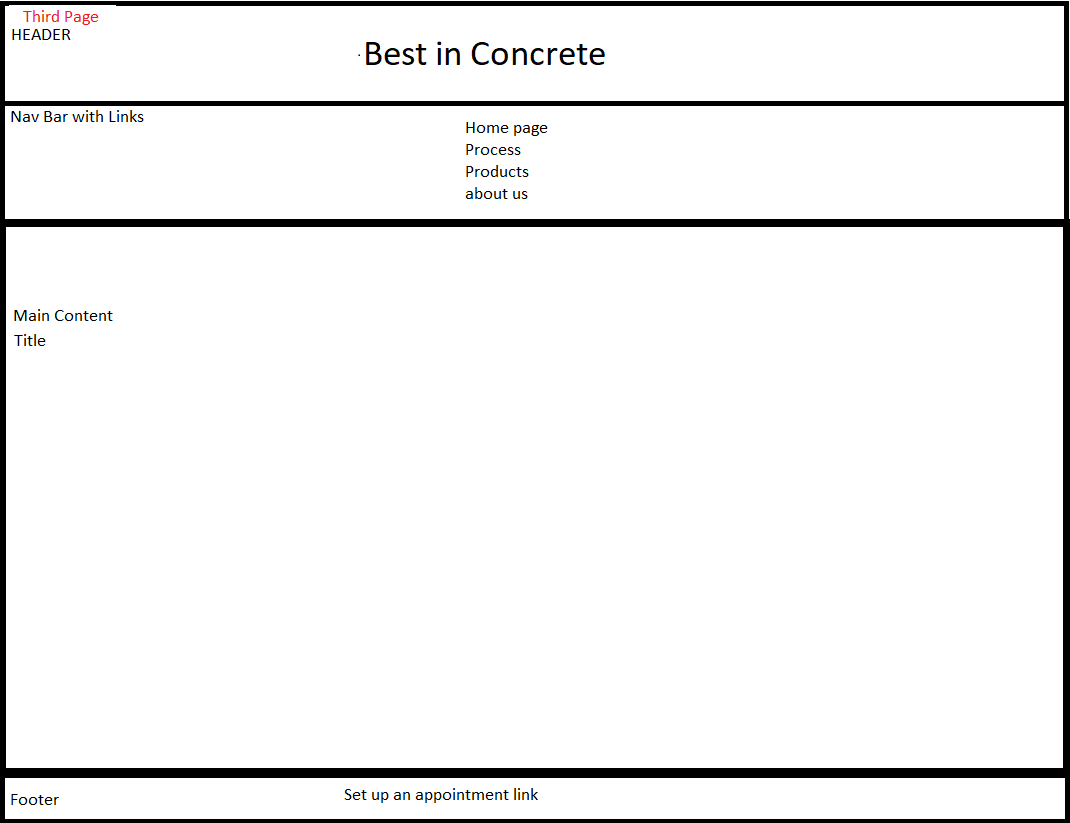 Third Page
HEADER
Best in Concrete
Nav Bar with Links
Home page
Process
Products
about us
Main Content
Title
Footer
Set up an appointment link